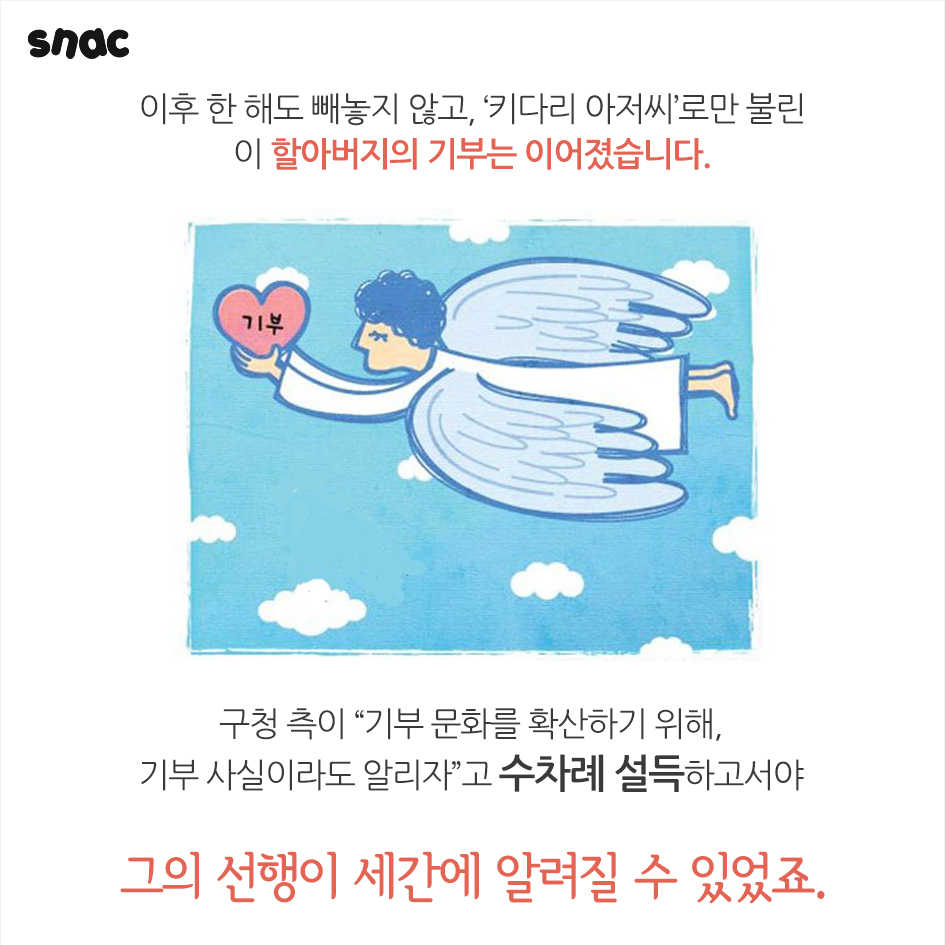 snac
이후 한 해도 빼놓지 않고, ‘키다리 아저씨’로만 불린
이 할아버지의 기부는 이어졌습니다.
기부
구청 측이 “기부 문화를 확산하기 위해,
기부 사실이라도 알리자”고 수차례 설득하고서야
그의 선행이 세간에 알려질 수 있었죠.